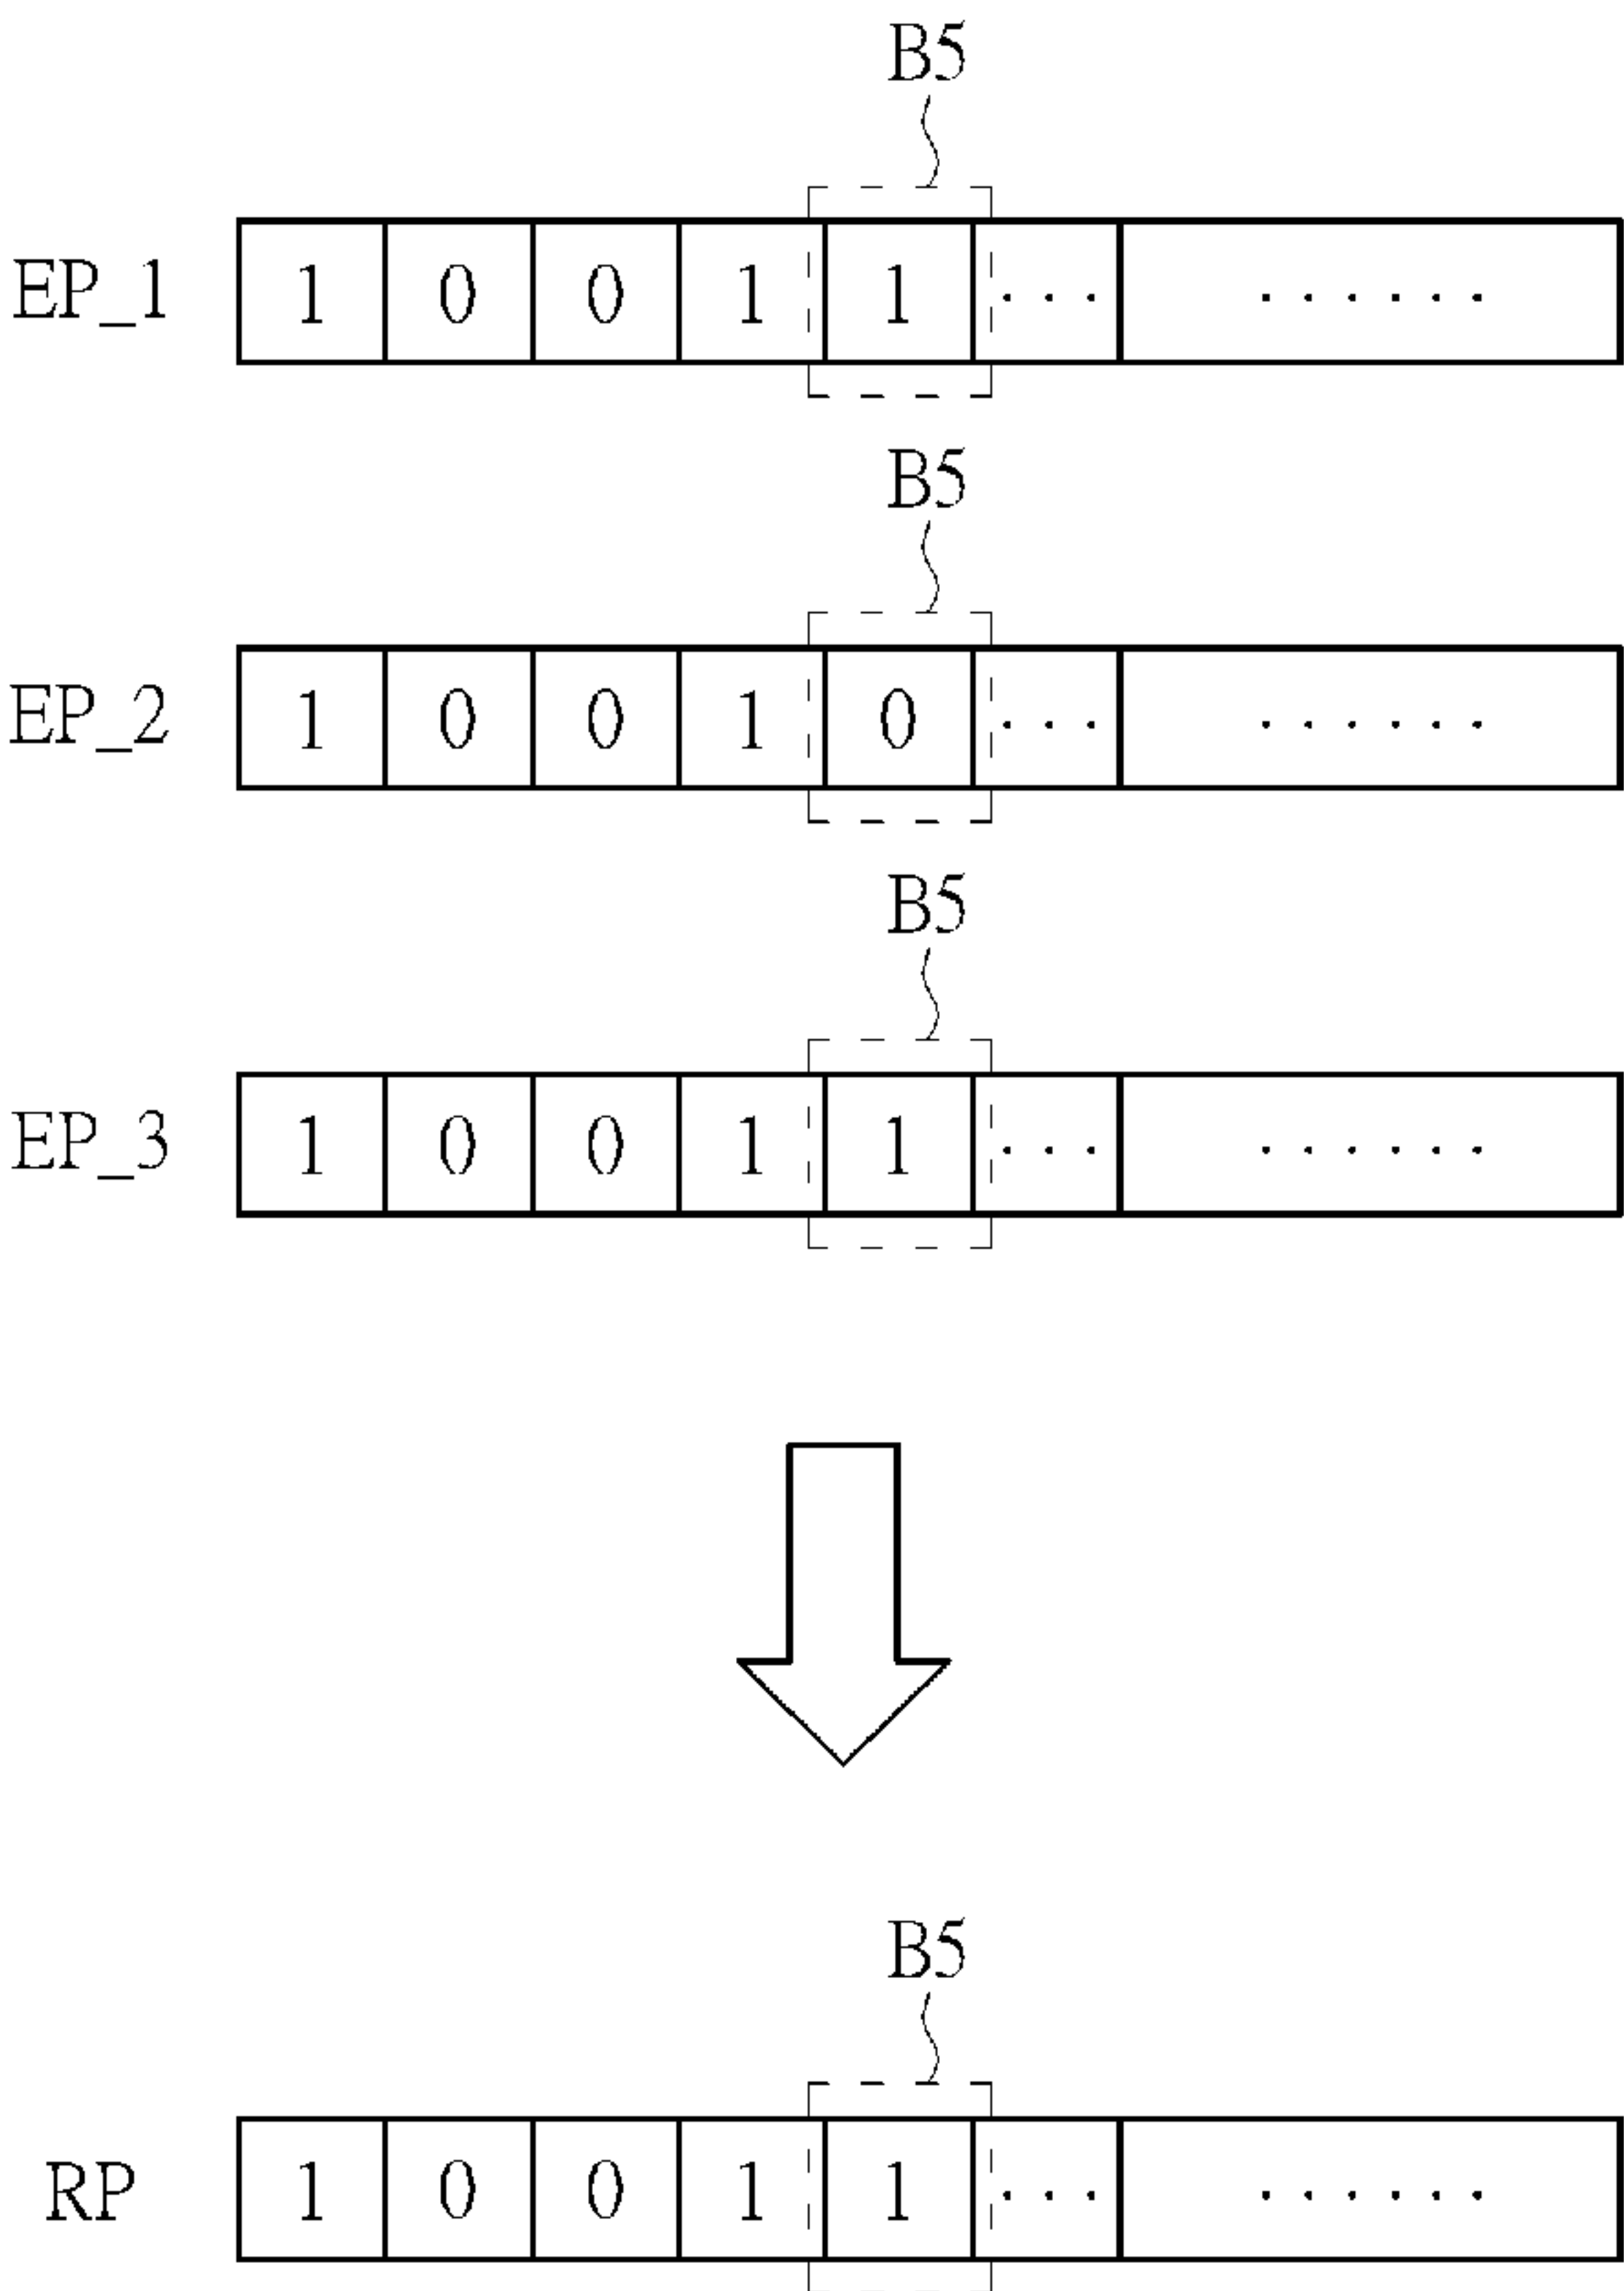 B5
EP_1 1 0 0 1 1 ... ......
B5
EP_2 1 0 0 1 0 ... ......
B5
EP_3 1 0 0 1 1 ... ......
B5
RP 1 0 0 1 1 ... ......